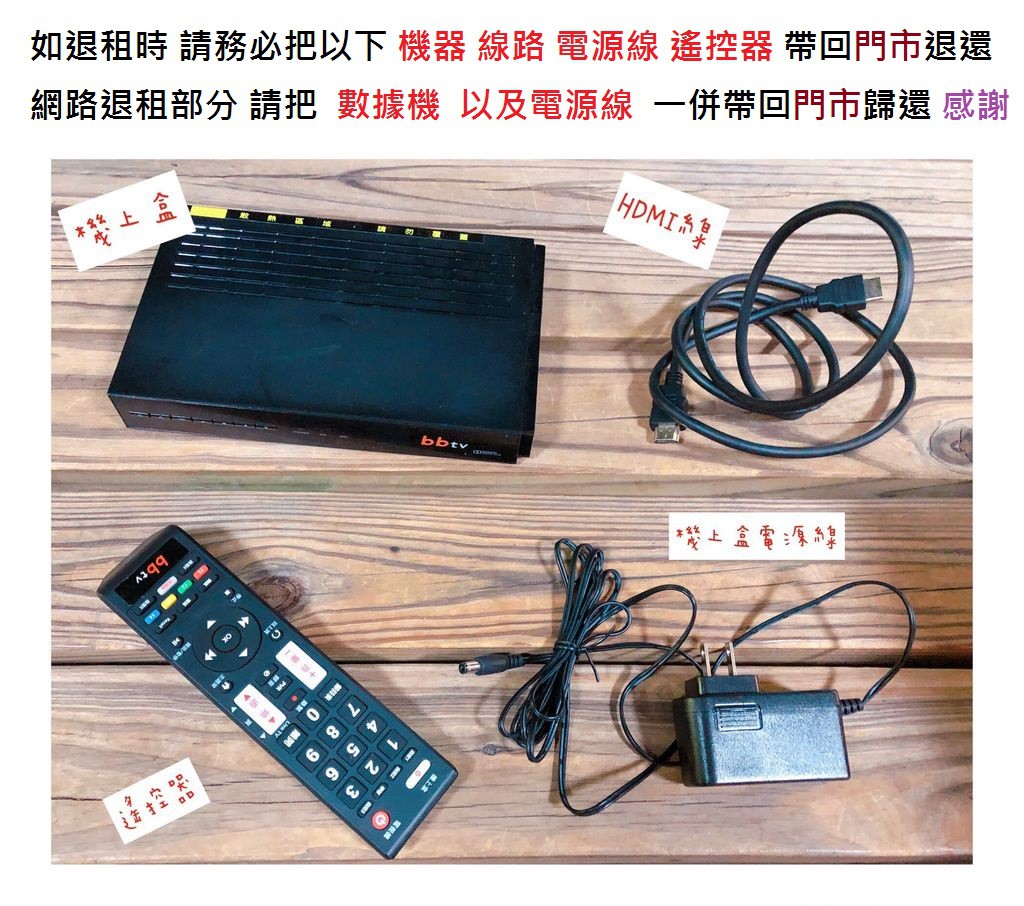 如退租時 請務必把以下 機器 線路 電源線 遙控器 帶回門市退還
網路退租部分 請把 數據機 以及電源線 一併帶回門市歸還 感謝
機上盒
散熱區域 請勿覆蓋
HDMI線
bbtv
機上盒電源線
bbtv
OK
Live TV
7 4 1
0 8 5 2
9 6 3
遙控器